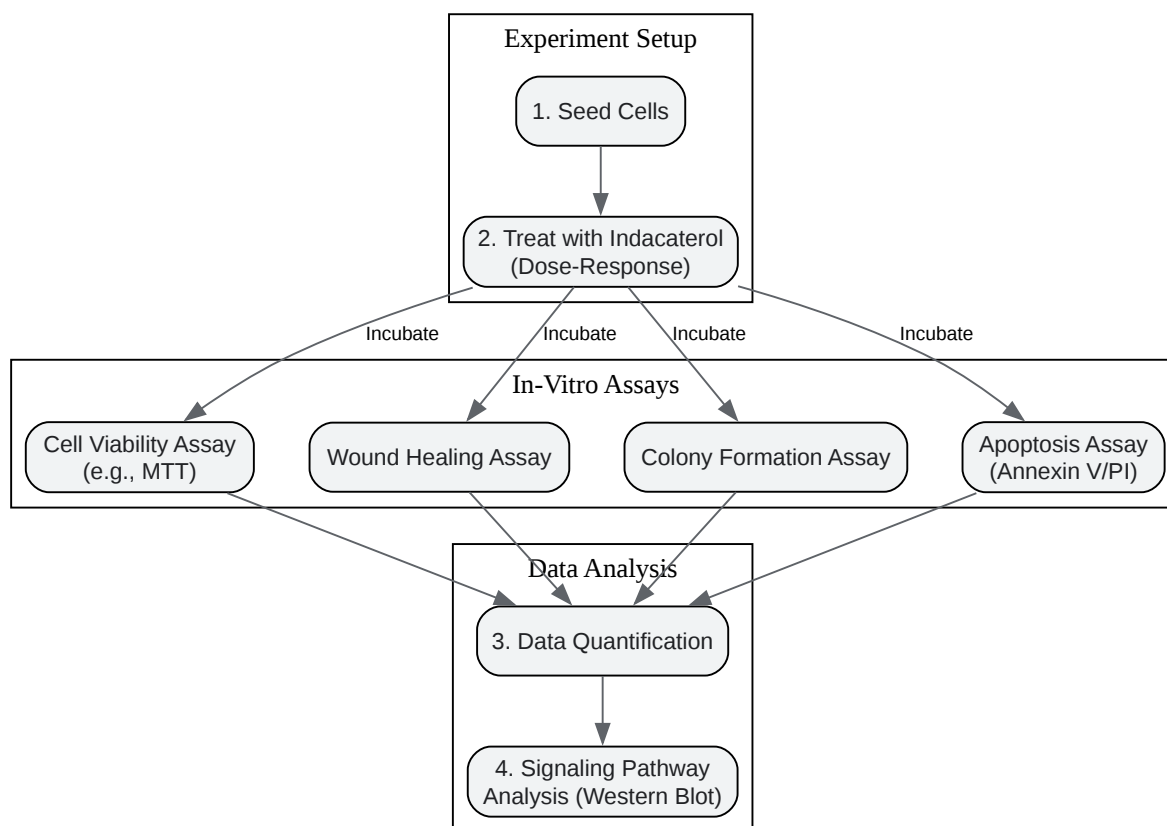 Experiment Setup
1. Seed Cells
2. Treat with Indacaterol
(Dose-Response)
Incubate
Incubate
Incubate
Incubate
In-Vitro Assays
Cell Viability Assay
(e.g., MTT)
Wound Healing Assay
Colony Formation Assay
Apoptosis Assay
(Annexin V/PI)
Data Analysis
3. Data Quantification
4. Signaling Pathway
Analysis (Western Blot)